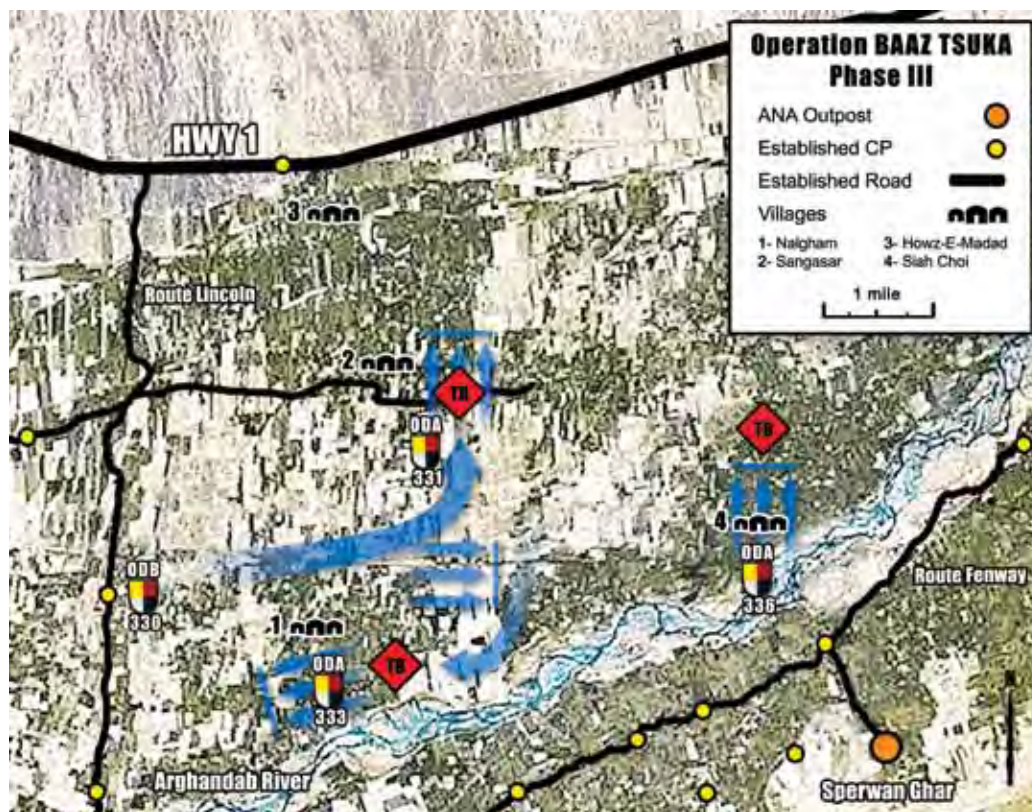 Operation BAAZ TSUKA
Phase III
ANA Outpost
Established CP
Established Road
Villages
1- Nalgham
3- Howz-E-Madad
2- Sangasar
4- Siah Choi
1 mile
HWY 1
3
Route Lincoln
2
TB
ODA
331
TB
4
ODA
336
Route Fenway
ODB
330
1
TB
ODA
333
N
Arghandab River
Sperwan Ghar